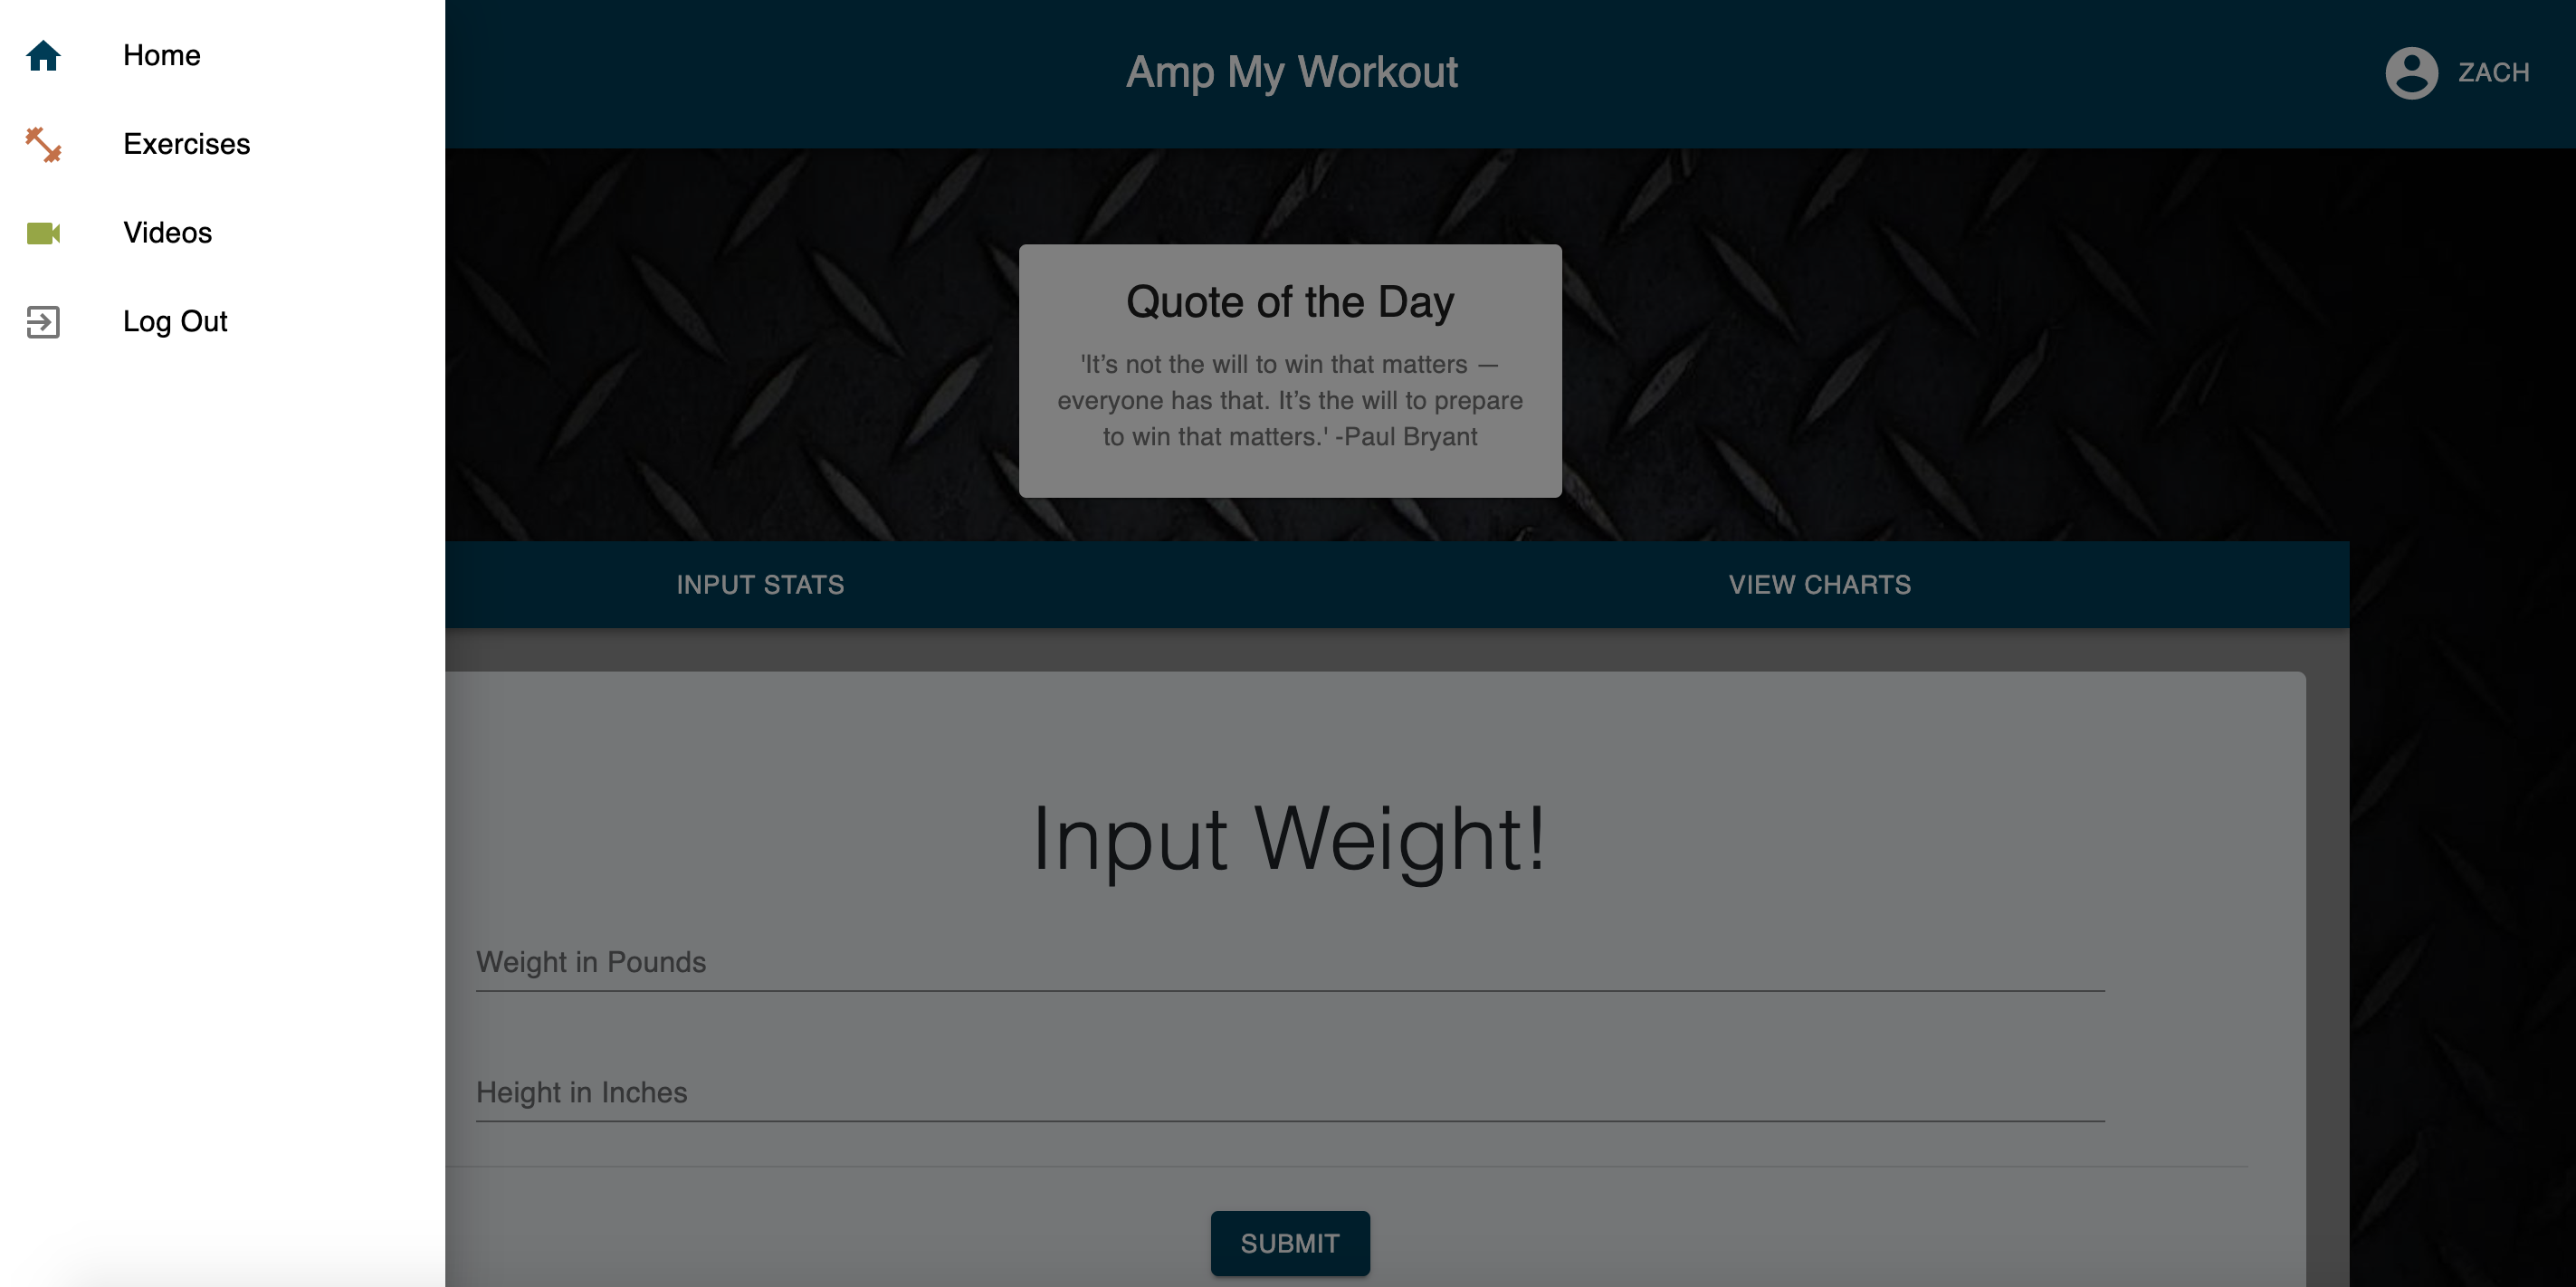 Home
Exercises
Videos
Log Out
Amp My Workout
ZACH
Quote of the Day
'It’s not the will to win that matters —
everyone has that. It’s the will to prepare
to win that matters.' -Paul Bryant
INPUT STATS
VIEW CHARTS
Input Weight!
Weight in Pounds
Height in Inches
SUBMIT